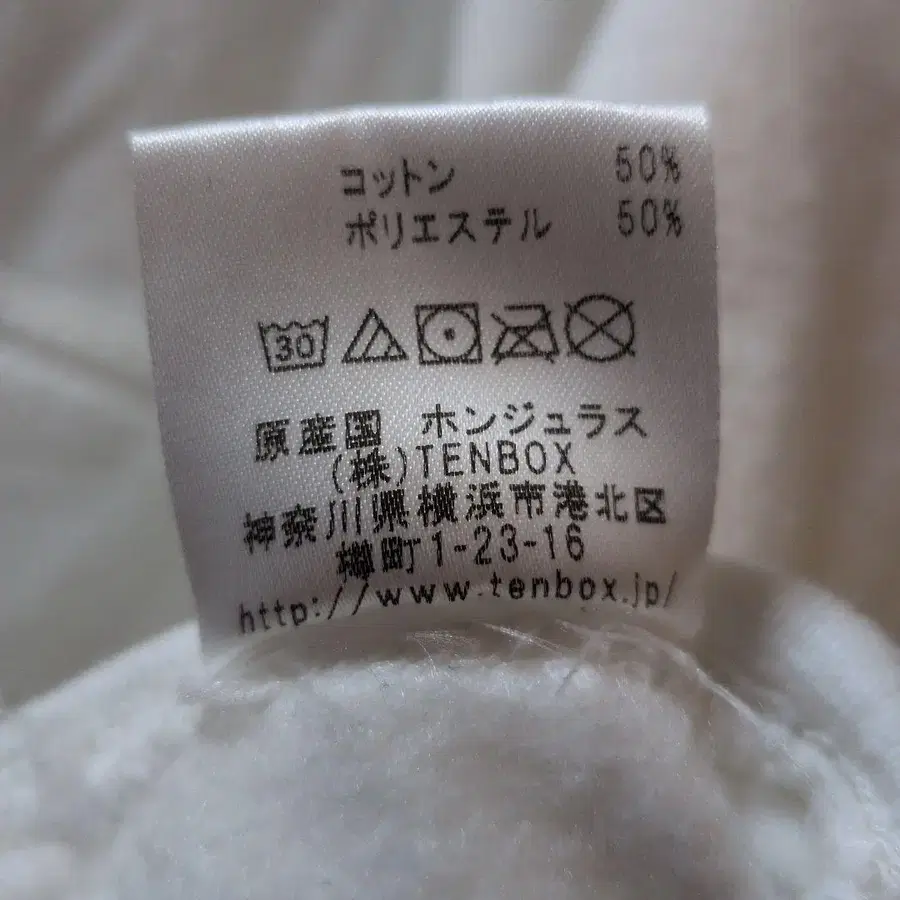 コットン 50%
ポリエステル 50%
30
原産国 ホンジュラス
(株)TENBOX
神奈川県横浜市港北区
樽町1-23-16
http://www.tenbox.jp/